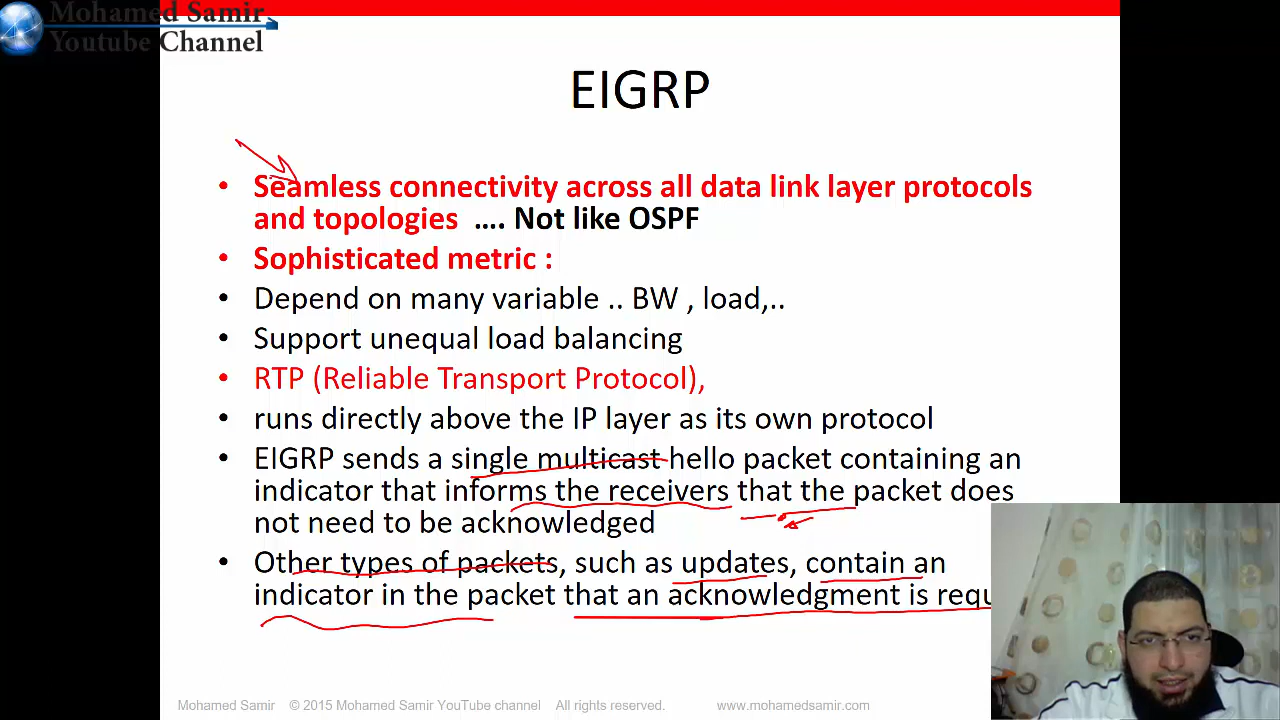 Mohamed Samir
Youtube Channel
EIGRP
• Seamless connectivity across all data link layer protocols
and topologies …. Not like OSPF
• Sophisticated metric :
• Depend on many variable .. BW , load,..
• Support unequal load balancing
• RTP (Reliable Transport Protocol),
• runs directly above the IP layer as its own protocol
• EIGRP sends a single multicast hello packet containing an
indicator that informs the receivers that the packet does
not need to be acknowledged
• Other types of packets, such as updates, contain an
indicator in the packet that an acknowledgment is requ
Mohamed Samir © 2015 Mohamed Samir YouTube channel All rights reserved. www.mohamedsamir.com